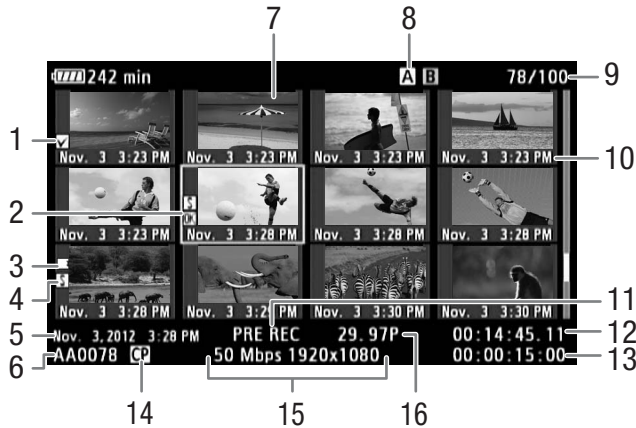 7 8
242 min A B 78/100 9
1
Nov. 3 3:23 PM Nov. 3 3:23 PM Nov. 3 3:23 PM Nov. 3 3:23 PM 10
2 S
OK
Nov. 3 3:23 PM Nov. 3 3:28 PM Nov. 3 3:28 PM Nov. 3 3:28 PM
3
4 S
Nov. 3 3:28 PM Nov. 3 3:29 PM Nov. 3 3:30 PM Nov. 3 3:30 PM 11
5 Nov. 3, 2012 3:28 PM PRE REC 29.97P 00:14:45.11 12
6 AA0078 CP 50 Mbps 1920x1080 00:00:15:00 13
14 15 16